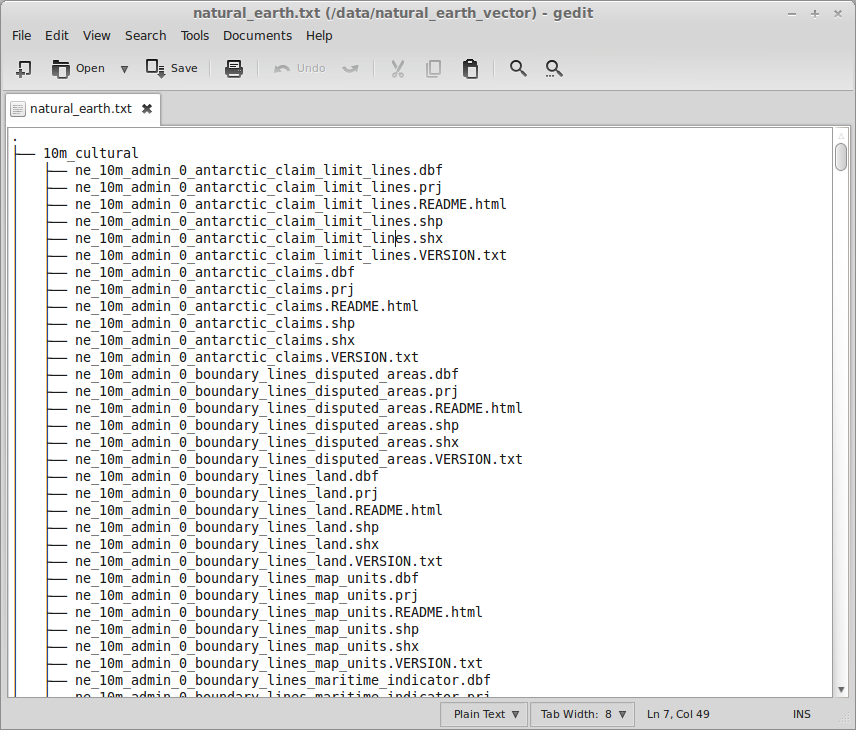 natural_earth.txt (/data/natural_earth_vector) - gedit
File Edit View Search Tools Documents Help
Open Save Undo
natural_earth.txt
.
├── 10m_cultural
│   ├── ne_10m_admin_0_antarctic_claim_limit_lines.dbf
│   ├── ne_10m_admin_0_antarctic_claim_limit_lines.prj
│   ├── ne_10m_admin_0_antarctic_claim_limit_lines.README.html
│   ├── ne_10m_admin_0_antarctic_claim_limit_lines.shp
│   ├── ne_10m_admin_0_antarctic_claim_limit_lines.shx
│   ├── ne_10m_admin_0_antarctic_claim_limit_lines.VERSION.txt
│   ├── ne_10m_admin_0_antarctic_claims.dbf
│   ├── ne_10m_admin_0_antarctic_claims.prj
│   ├── ne_10m_admin_0_antarctic_claims.README.html
│   ├── ne_10m_admin_0_antarctic_claims.shp
│   ├── ne_10m_admin_0_antarctic_claims.shx
│   ├── ne_10m_admin_0_antarctic_claims.VERSION.txt
│   ├── ne_10m_admin_0_boundary_lines_disputed_areas.dbf
│   ├── ne_10m_admin_0_boundary_lines_disputed_areas.prj
│   ├── ne_10m_admin_0_boundary_lines_disputed_areas.README.html
│   ├── ne_10m_admin_0_boundary_lines_disputed_areas.shp
│   ├── ne_10m_admin_0_boundary_lines_disputed_areas.shx
│   ├── ne_10m_admin_0_boundary_lines_disputed_areas.VERSION.txt
│   ├── ne_10m_admin_0_boundary_lines_land.dbf
│   ├── ne_10m_admin_0_boundary_lines_land.prj
│   ├── ne_10m_admin_0_boundary_lines_land.README.html
│   ├── ne_10m_admin_0_boundary_lines_land.shp
│   ├── ne_10m_admin_0_boundary_lines_land.shx
│   ├── ne_10m_admin_0_boundary_lines_land.VERSION.txt
│   ├── ne_10m_admin_0_boundary_lines_map_units.dbf
│   ├── ne_10m_admin_0_boundary_lines_map_units.prj
│   ├── ne_10m_admin_0_boundary_lines_map_units.README.html
│   ├── ne_10m_admin_0_boundary_lines_map_units.shp
│   ├── ne_10m_admin_0_boundary_lines_map_units.shx
│   ├── ne_10m_admin_0_boundary_lines_map_units.VERSION.txt
│   ├── ne_10m_admin_0_boundary_lines_maritime_indicator.dbf
│   ├── ne_10m_admin_0_boundary_lines_maritime_indicator.prj
Plain Text Tab Width: 8 Ln 7, Col 49 INS